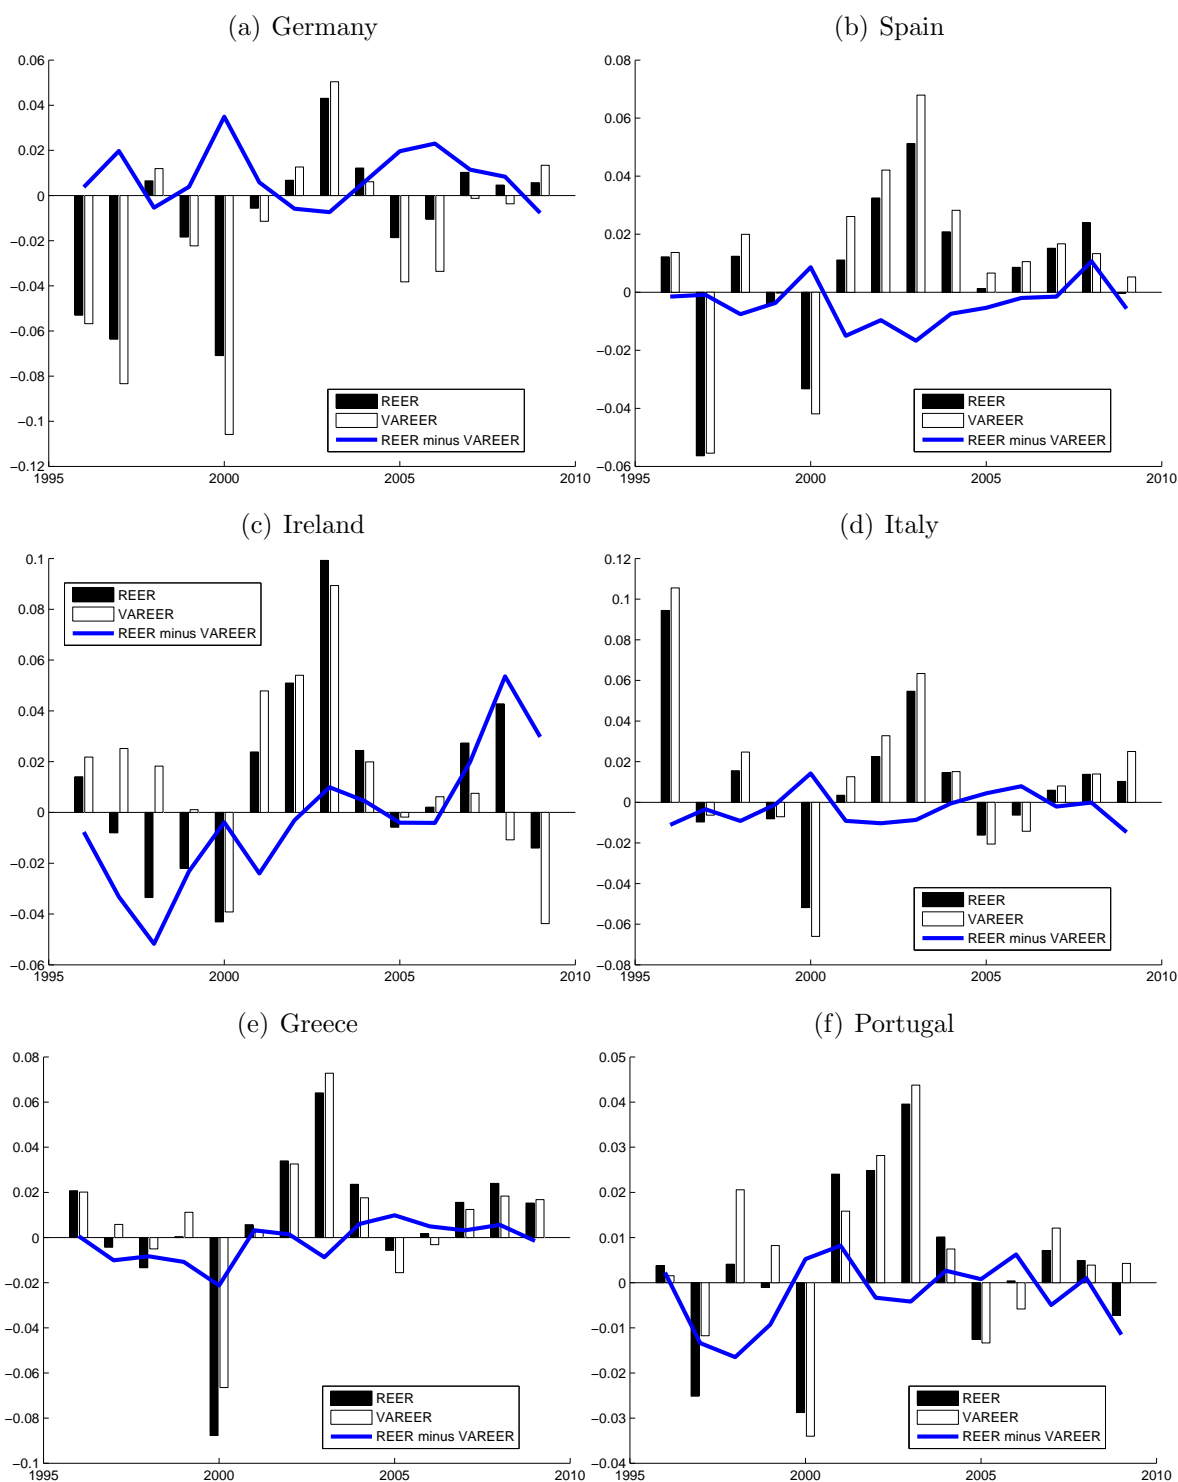 (a) Germany
0.06
0.04
0.02
0
−0.02
−0.04
−0.06
−0.08
−0.1
−0.12
1995 2000 2005 2010
REER
VAREER
REER minus VAREER
(b) Spain
0.08
0.06
0.04
0.02
0
−0.02
−0.04
−0.06
1995 2000 2005 2010
REER
VAREER
REER minus VAREER
(c) Ireland
0.1
0.08
0.06
0.04
0.02
0
−0.02
−0.04
−0.06
1995 2000 2005 2010
REER
VAREER
REER minus VAREER
(d) Italy
0.12
0.1
0.08
0.06
0.04
0.02
0
−0.02
−0.04
−0.06
−0.08
1995 2000 2005 2010
REER
VAREER
REER minus VAREER
(e) Greece
0.08
0.06
0.04
0.02
0
−0.02
−0.04
−0.06
−0.08
−0.1
1995 2000 2005 2010
REER
VAREER
REER minus VAREER
(f) Portugal
0.05
0.04
0.03
0.02
0.01
0
−0.01
−0.02
−0.03
−0.04
1995 2000 2005 2010
REER
VAREER
REER minus VAREER